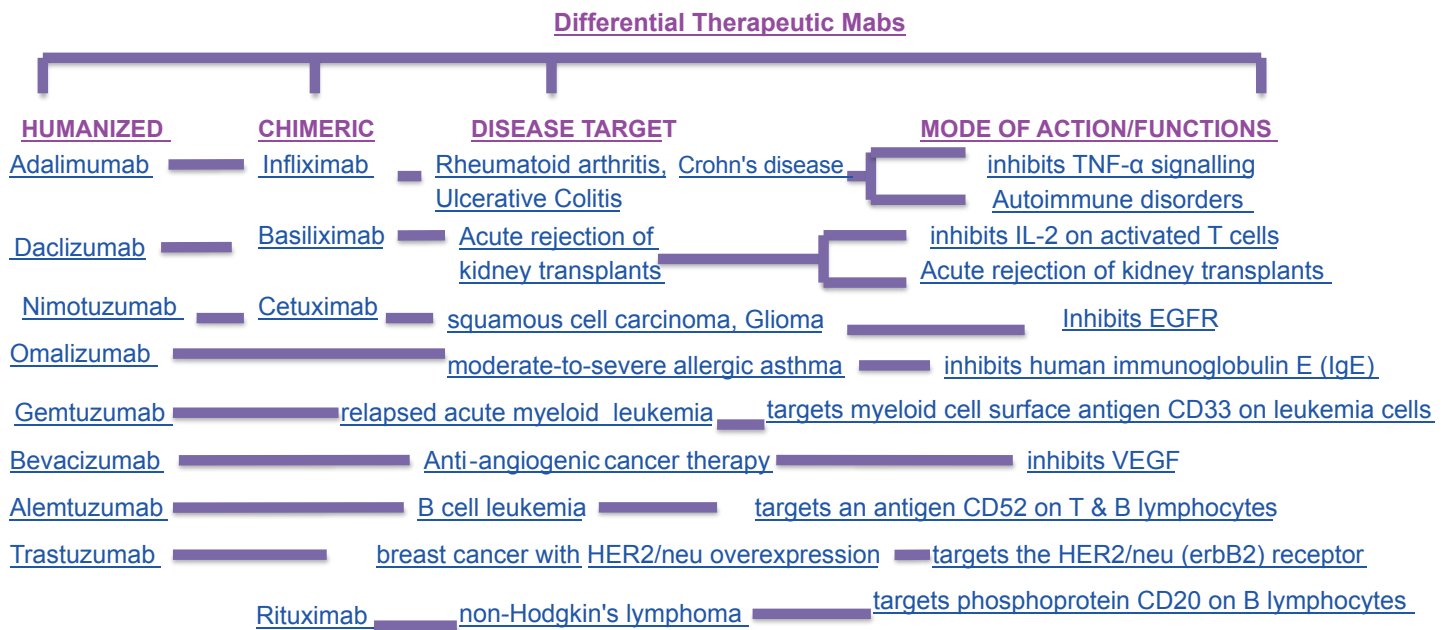 Differential Therapeutic Mabs
HUMANIZED CHIMERIC DISEASE TARGET MODE OF ACTION/FUNCTIONS
Adalimumab Infliximab Rheumatoid arthritis, Crohn's disease inhibits TNF-α signalling
Ulcerative Colitis Autoimmune disorders
Daclizumab Basiliximab Acute rejection of inhibits IL-2 on activated T cells
kidney transplants Acute rejection of kidney transplants
Nimotuzumab Cetuximab squamous cell carcinoma, Glioma Inhibits EGFR
Omalizumab moderate-to-severe allergic asthma inhibits human immunoglobulin E (IgE)
Gemtuzumab relapsed acute myeloid leukemia targets myeloid cell surface antigen CD33 on leukemia cells
Bevacizumab Anti-angiogenic cancer therapy inhibits VEGF
Alemtuzumab B cell leukemia targets an antigen CD52 on T & B lymphocytes
Trastuzumab breast cancer with HER2/neu overexpression targets the HER2/neu (erbB2) receptor
Rituximab non-Hodgkin's lymphoma targets phosphoprotein CD20 on B lymphocytes